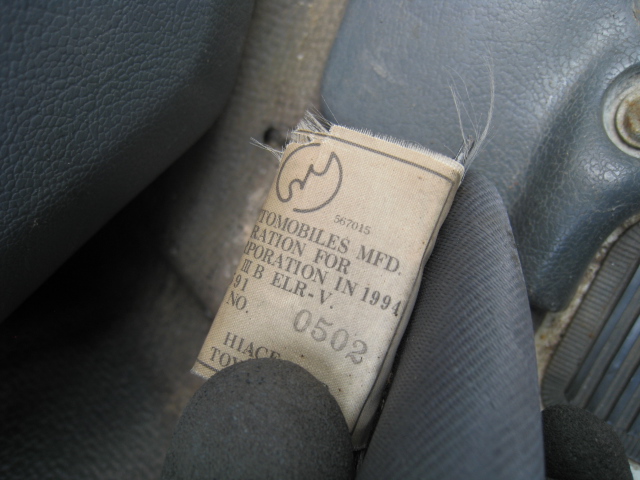 567015
TOMOBILES MFD.
RATION FOR
PORATION IN 1994
III B ELR-V.
91
NO. 0502
HIACE
TOY